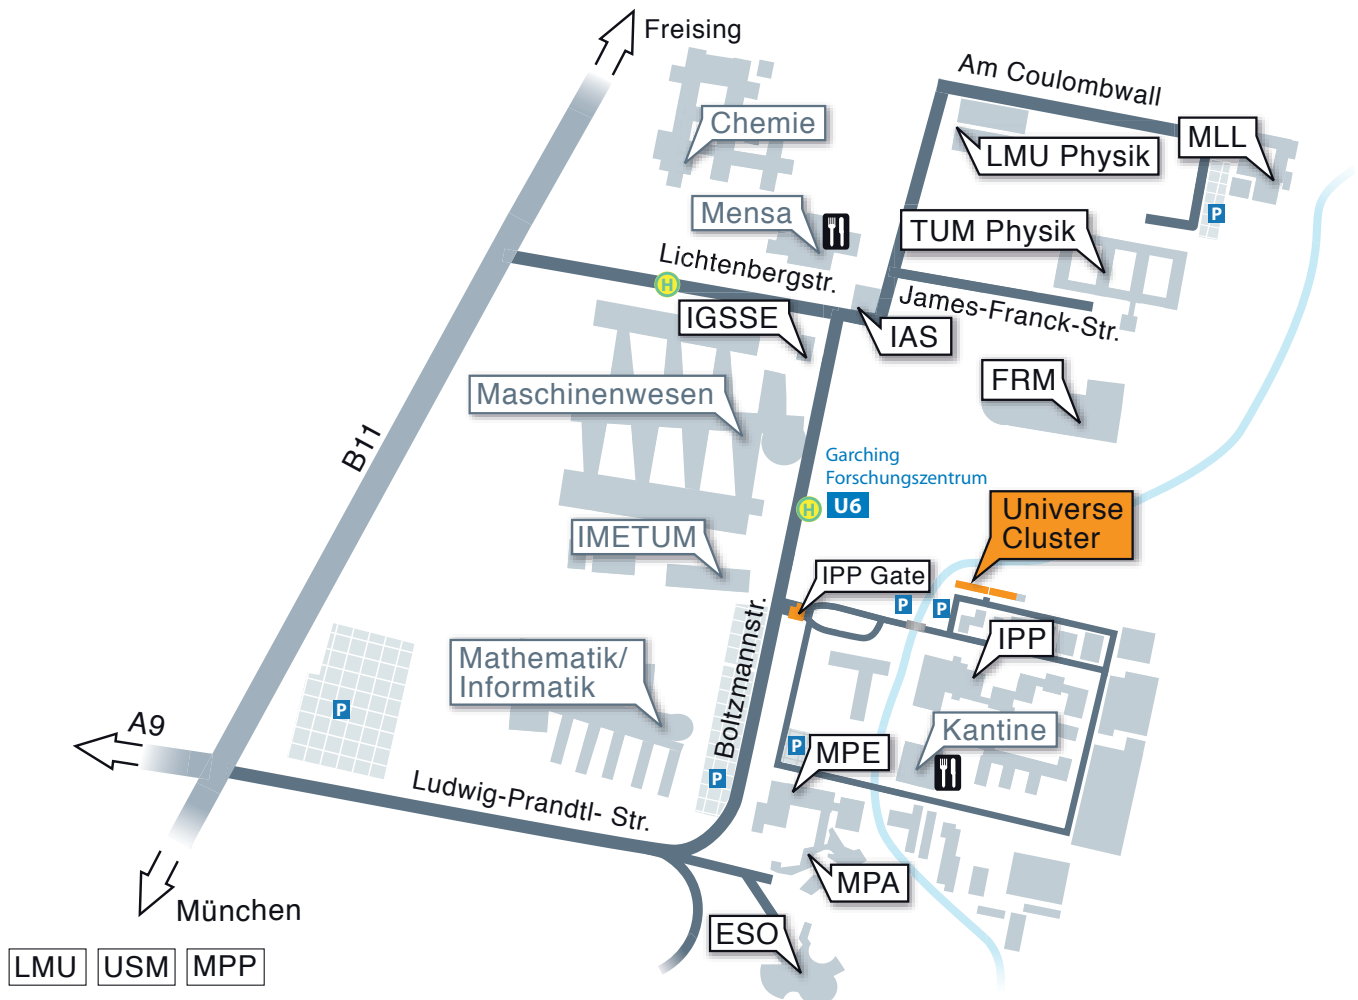 Freising
Am Coulombwall
Chemie
MLL
LMU Physik
Mensa
P
TUM Physik
Lichtenbergstr.
H
James-Franck-Str.
IGSSE
IAS
FRM
Maschinenwesen
B11
Garching
Forschungszentrum
H
U6
Universe
Cluster
IMETUM
IPP Gate
P
P
Boltzmannstr.
IPP
Mathematik/
Informatik
P
A9
Kantine
P
MPE
P
Ludwig-Prandtl- Str.
MPA
München
ESO
LMU
USM
MPP